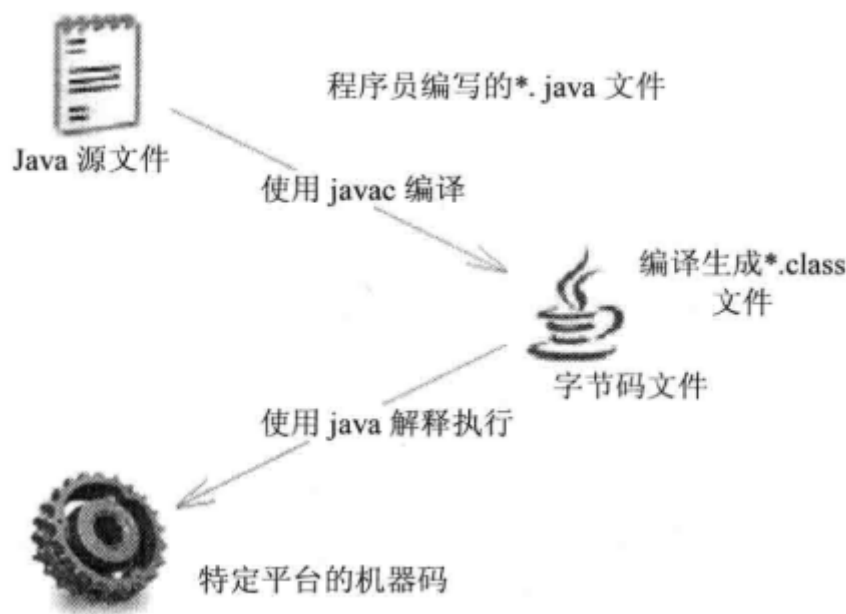 程序员编写的*. java 文件
Java 源文件
使用 javac 编译
编译生成*.class
文件
字节码文件
使用 java 解释执行
特定平台的机器码